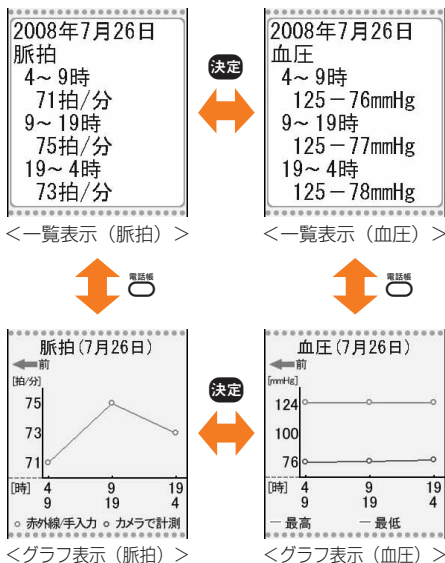 2008年7月26日
脈拍
4～9時
71拍/分
9～19時
75拍/分
19～4時
73拍/分
＜一覧表示（脈拍）＞
決定
2008年7月26日
血圧
4～9時
125－76mmHg
9～19時
125－77mmHg
19～4時
125－78mmHg
＜一覧表示（血圧）＞
電話帳
電話帳
脈拍(7月26日)
前
[拍/分]
75
73
71
[時] 4 9 19
9 19 4
赤外線/手入力 カメラで計測
＜グラフ表示（脈拍）＞
決定
血圧(7月26日)
前
[mmHg]
124
100
76
[時] 4 9 19
9 19 4
最高 最低
＜グラフ表示（血圧）＞